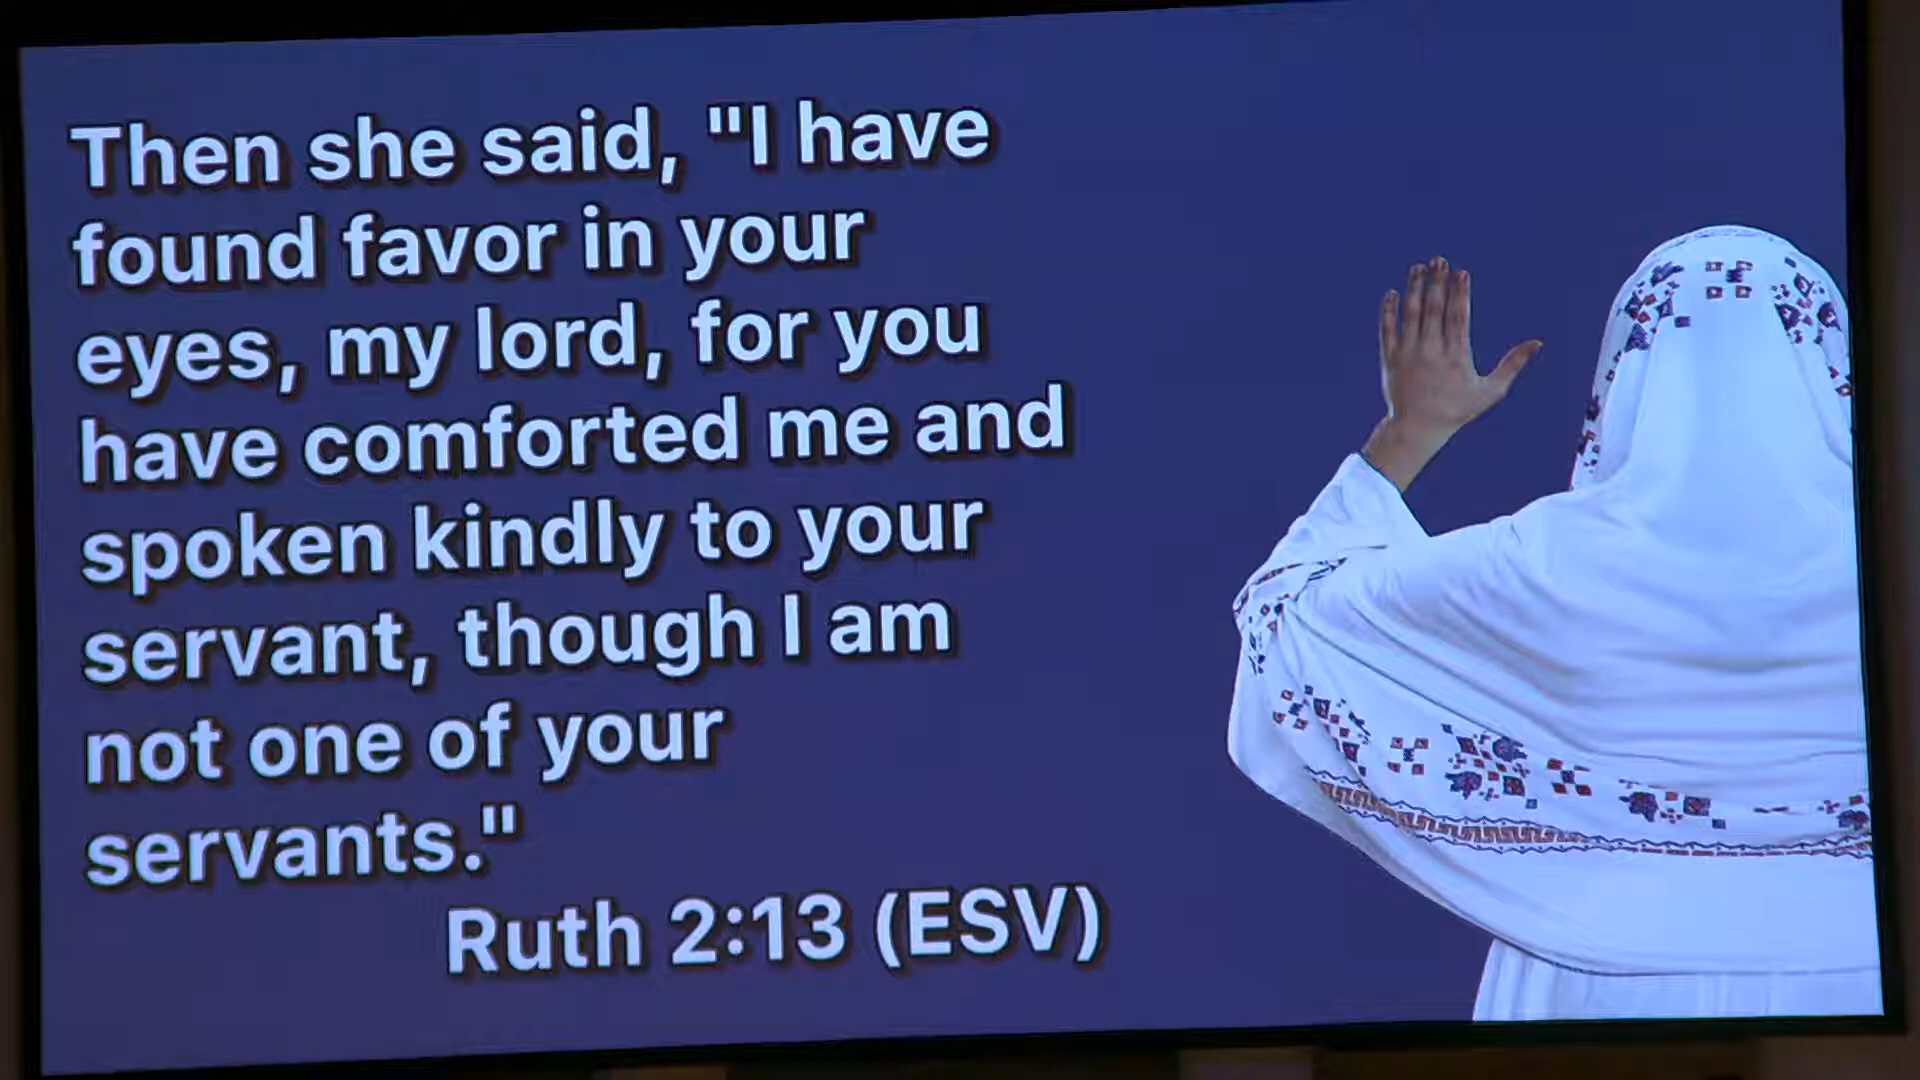 Then she said, "I have
found favor in your
eyes, my lord, for you
have comforted me and
spoken kindly to your
servant, though I am
not one of your
servants."
Ruth 2:13 (ESV)